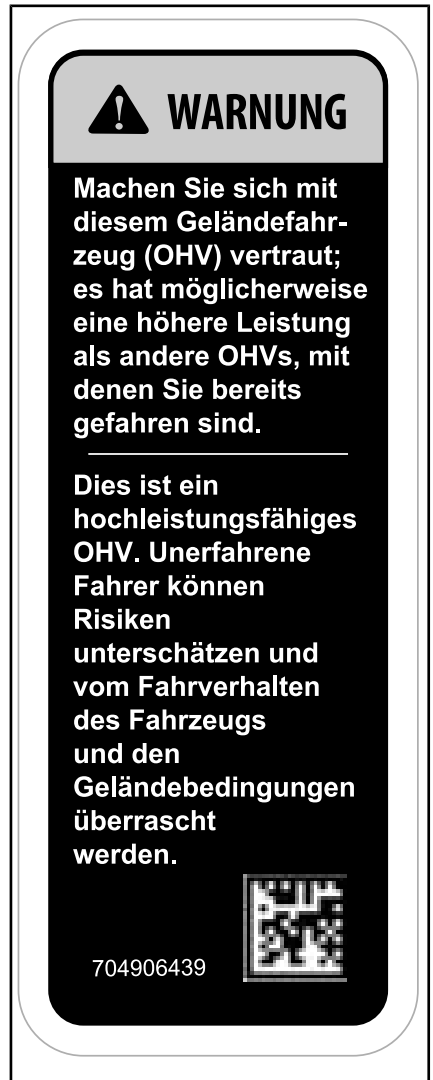 WARNUNG
Machen Sie sich mit
diesem Geländefahr-
zeug (OHV) vertraut;
es hat möglicherweise
eine höhere Leistung
als andere OHVs, mit
denen Sie bereits
gefahren sind.
Dies ist ein
hochleistungsfähiges
OHV. Unerfahrene
Fahrer können
Risiken
unterschätzen und
vom Fahrverhalten
des Fahrzeugs
und den
Geländebedingungen
überrascht
werden.
704906439